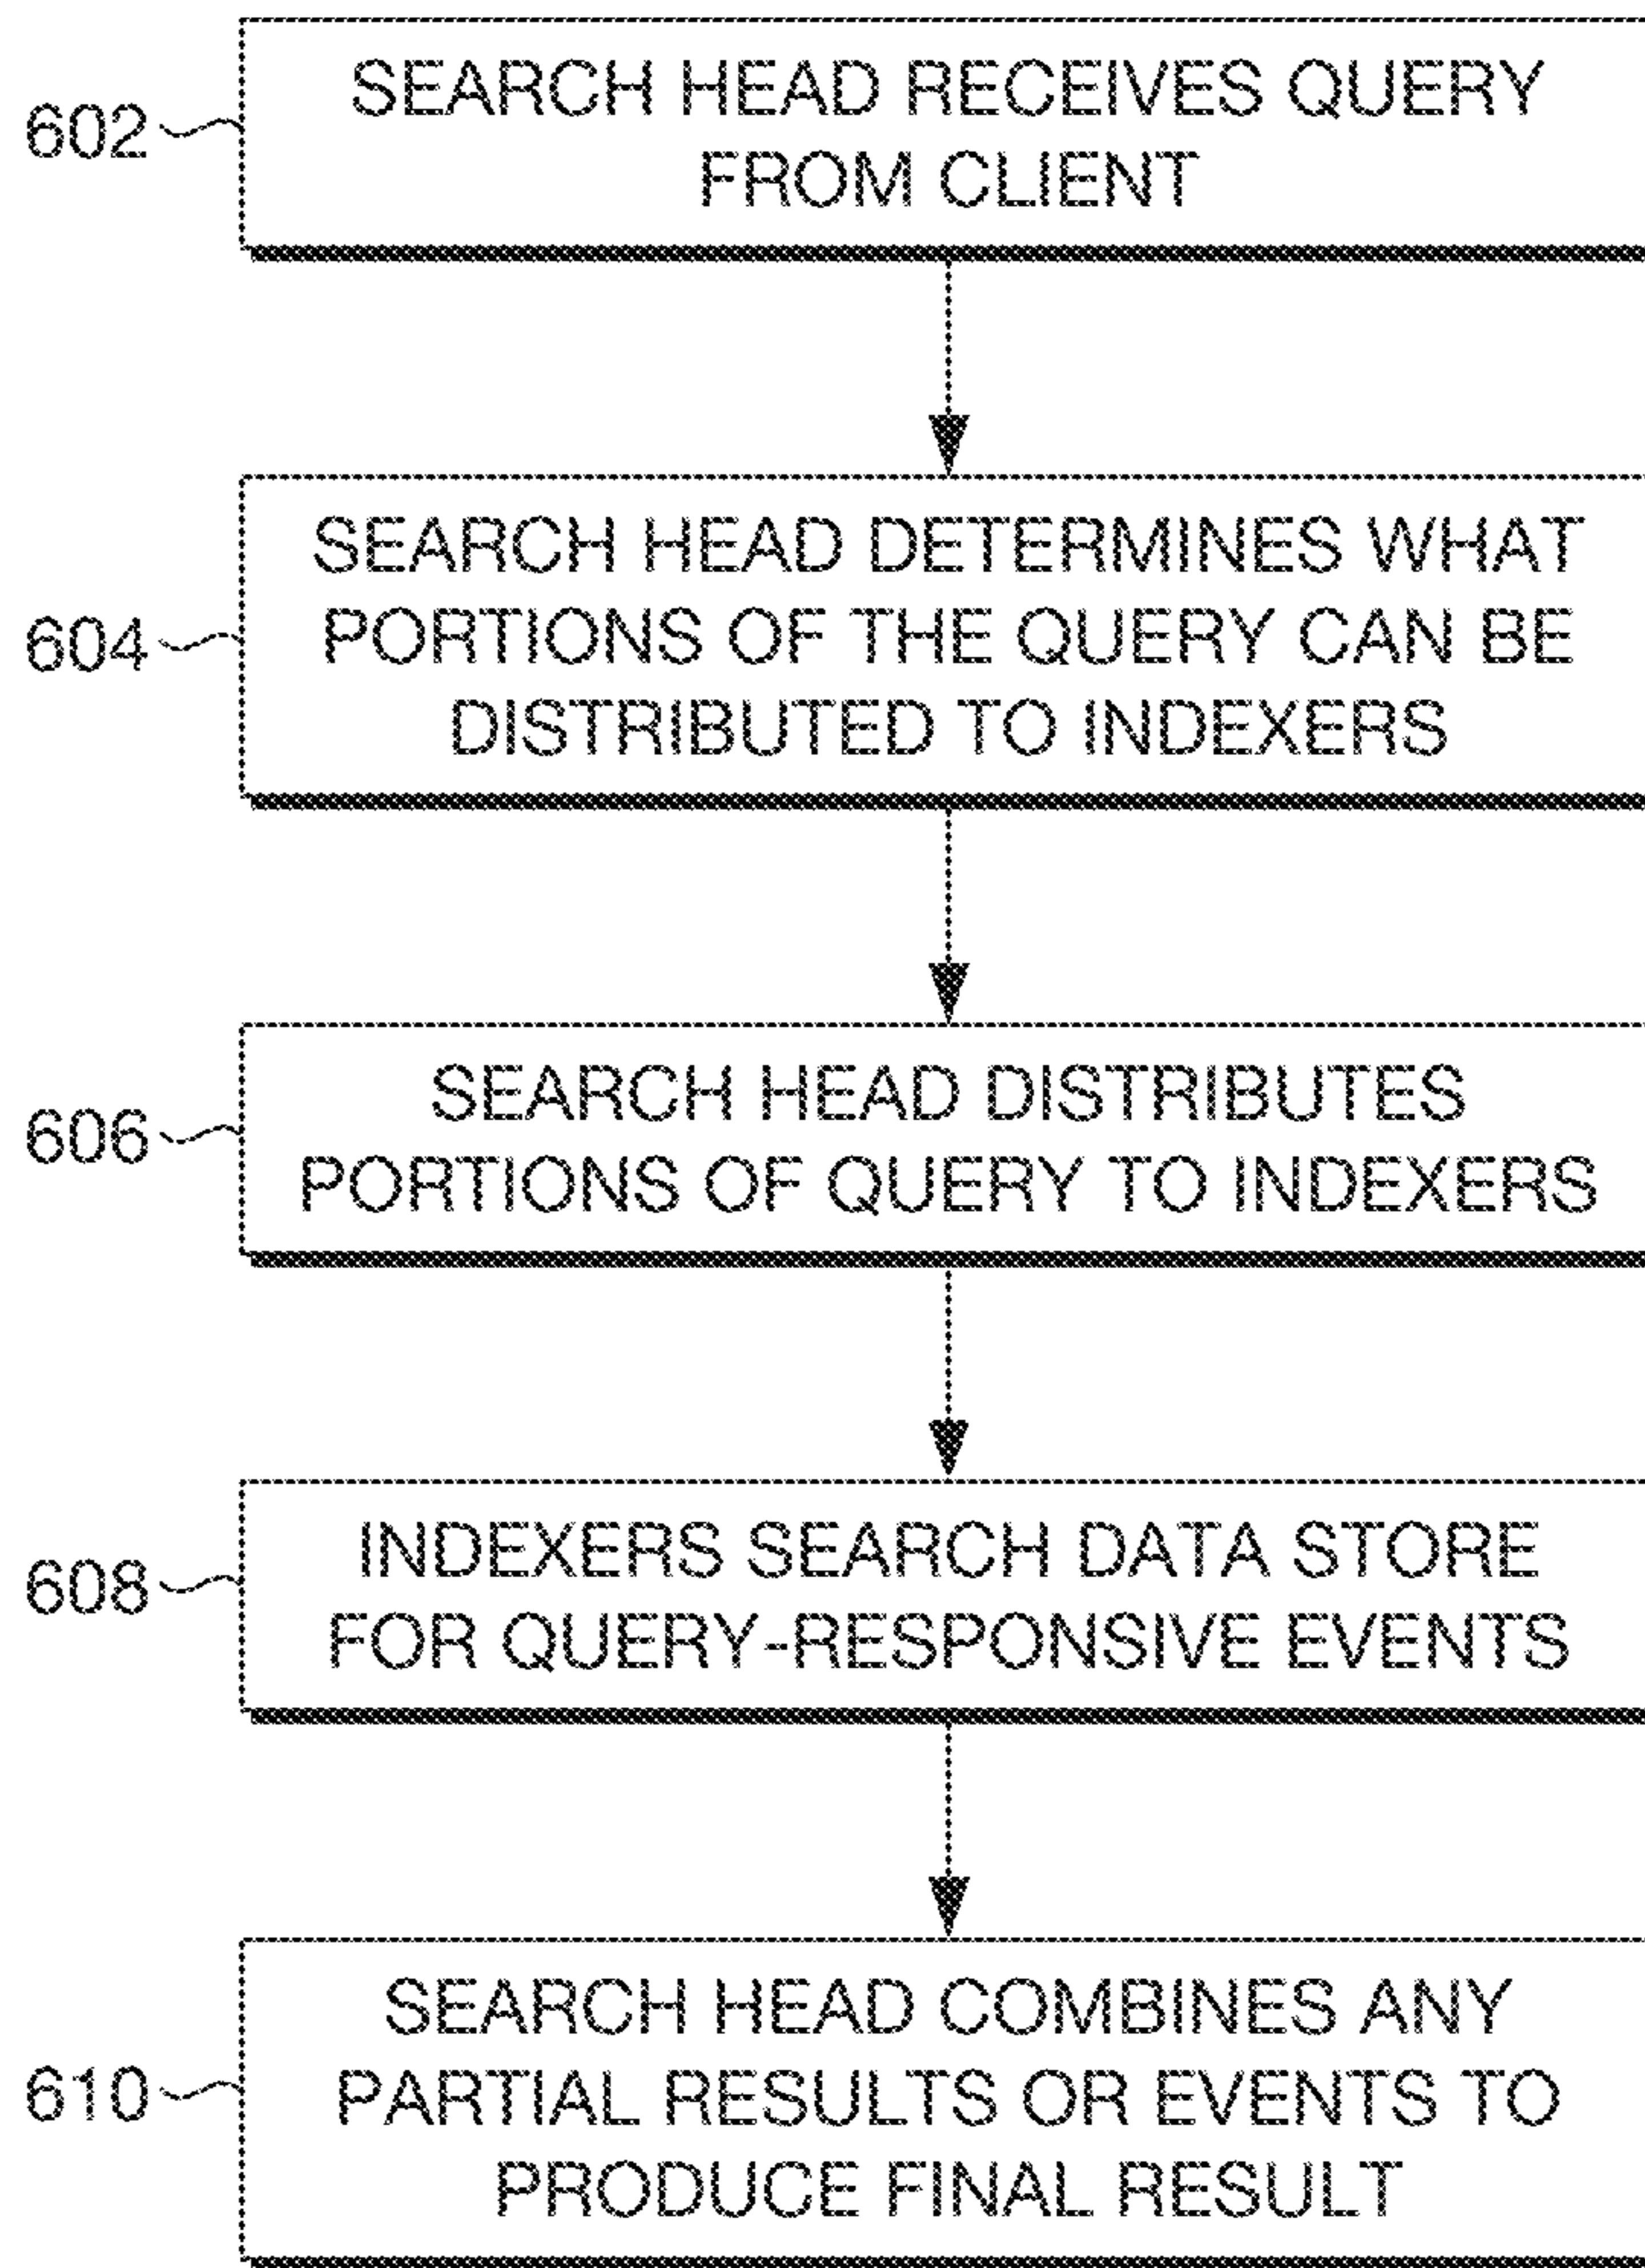 602
SEARCH HEAD RECEIVES QUERY
FROM CLIENT
604
SEARCH HEAD DETERMINES WHAT
PORTIONS OF THE QUERY CAN BE
DISTRIBUTED TO INDEXERS
606
SEARCH HEAD DISTRIBUTES
PORTIONS OF QUERY TO INDEXERS
608
INDEXERS SEARCH DATA STORE
FOR QUERY-RESPONSIVE EVENTS
610
SEARCH HEAD COMBINES ANY
PARTIAL RESULTS OR EVENTS TO
PRODUCE FINAL RESULT